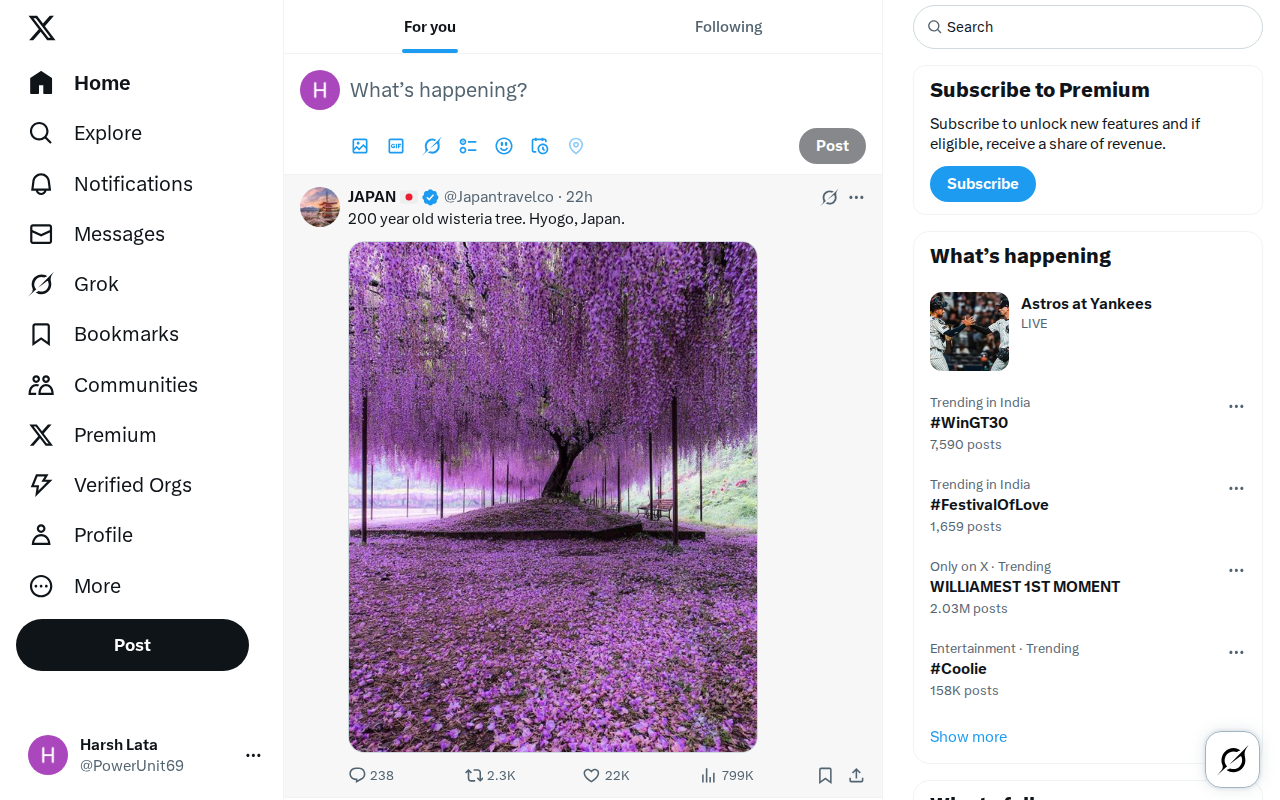 Home
Explore
Notifications
Messages
Grok
Bookmarks
Communities
Premium
Verified Orgs
Profile
More
Post
H
Harsh Lata
@PowerUnit69
For you
Following
H
What’s happening?
GIF
Post
JAPAN @Japantravelco · 22h
200 year old wisteria tree. Hyogo, Japan.
238
2.3K
22K
799K
Search
Subscribe to Premium
Subscribe to unlock new features and if
eligible, receive a share of revenue.
Subscribe
What’s happening
Astros at Yankees
LIVE
Trending in India
#WinGT30
7,590 posts
Trending in India
#FestivalOfLove
1,659 posts
Only on X · Trending
WILLIAMEST 1ST MOMENT
2.03M posts
Entertainment · Trending
#Coolie
158K posts
Show more